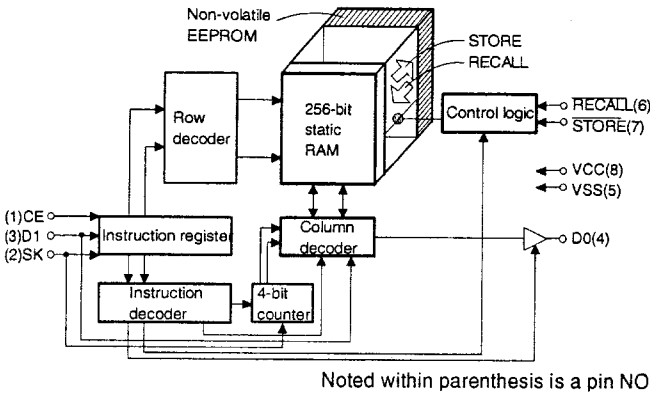 Non-volatile
EEPROM
STORE
RECALL
Row
decoder
256-bit
static
RAM
Control logic
RECALL(6)
STORE(7)
VCC(8)
VSS(5)
(1)CE
(3)D1
(2)SK
Instruction register
Column
decoder
D0(4)
Instruction
decoder
4-bit
counter
Noted within parenthesis is a pin NO